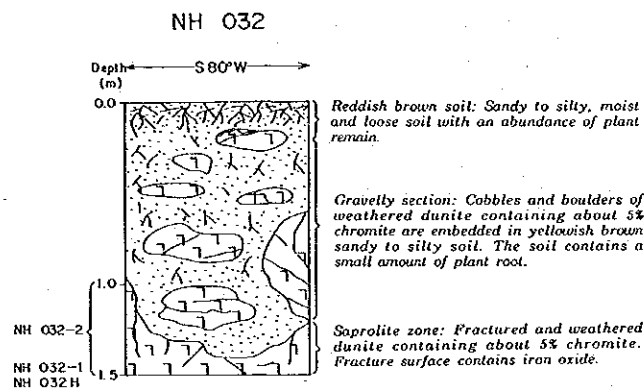 NH 032
Depth
(m)
S 80°W
0.0
Reddish brown soil: Sandy to silty, moist
and loose soil with an abundance of plant
remain.
Gravelly section: Cobbles and boulders of
weathered dunite containing about 5%
chromite are embedded in yellowish brown
sandy to silty soil. The soil contains a
small amount of plant root.
1.0
NH 032-2
Saprolite zone: Fractured and weathered
dunite containing about 5% chromite.
Fracture surface contains iron oxide.
NH 032-1
1.5
NH 032H